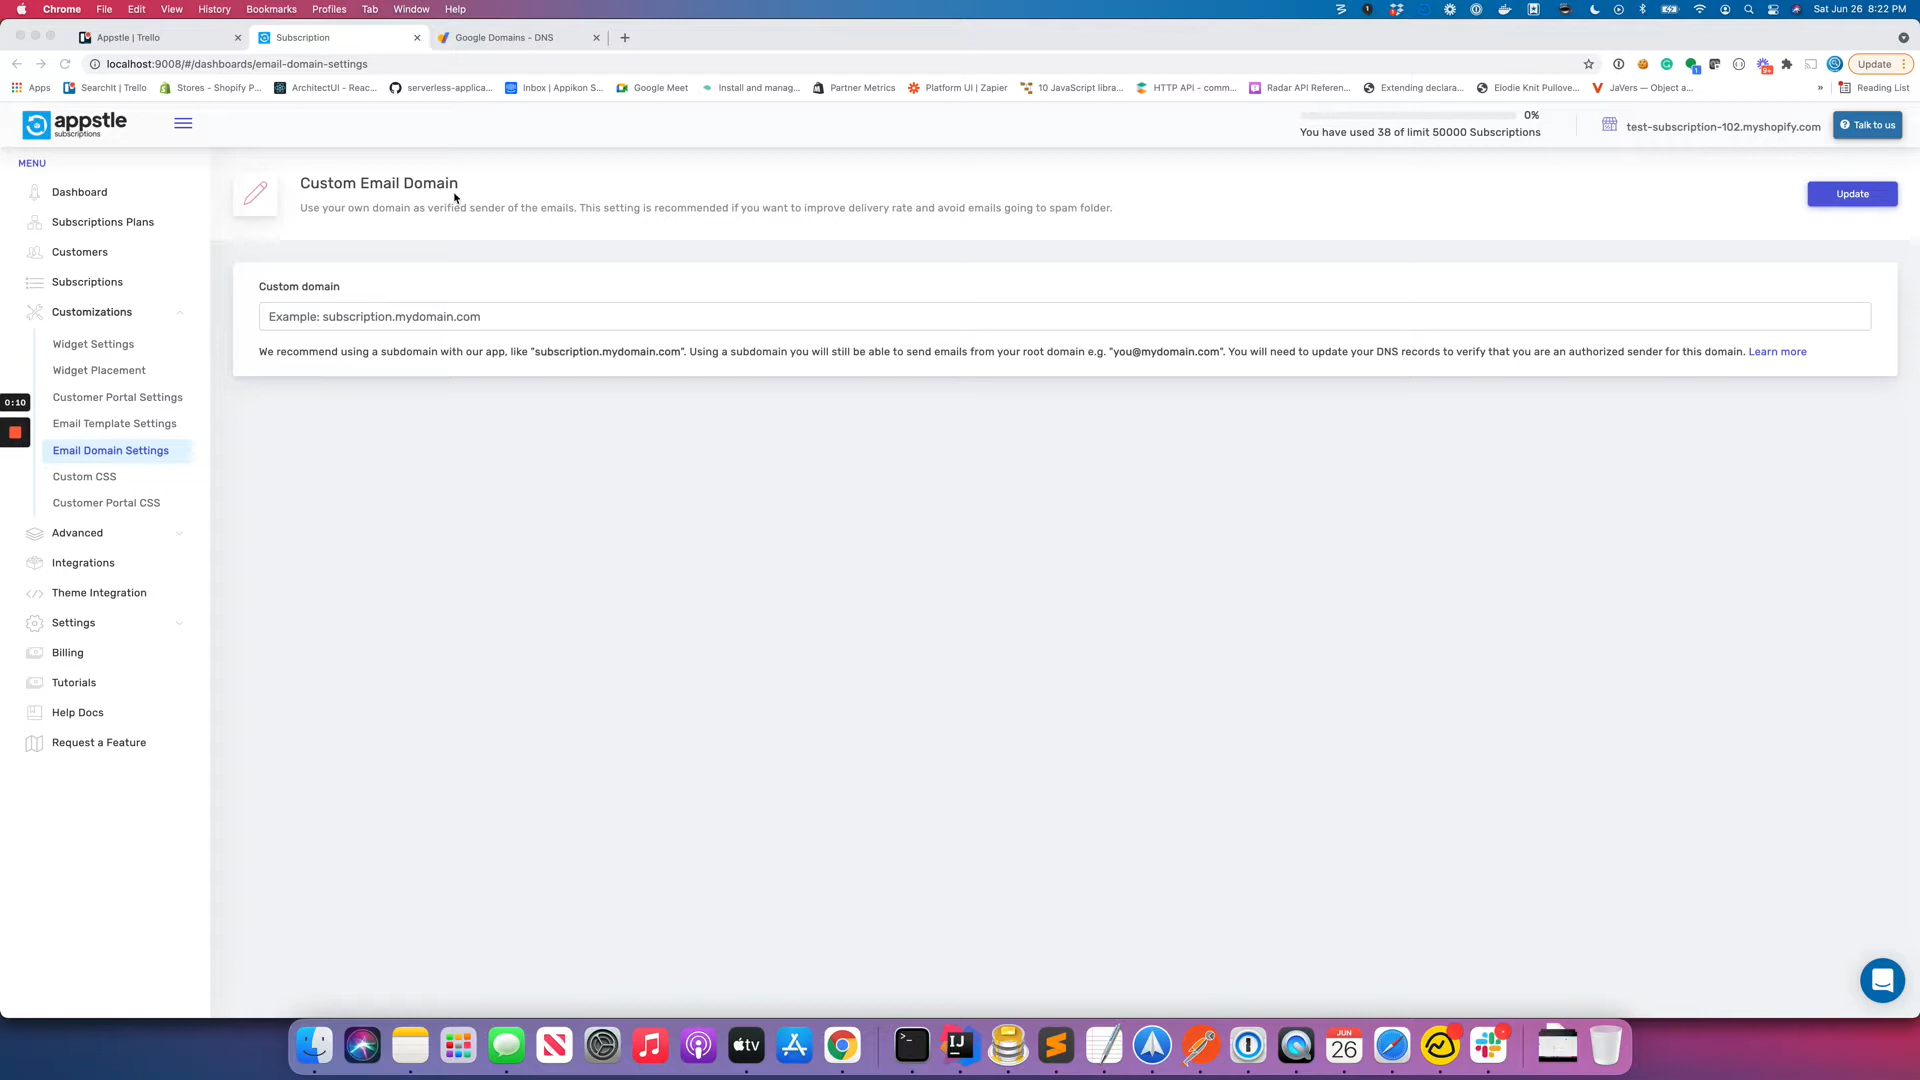 Chrome File Edit View History Bookmarks Profiles Tab Window Help Sat Jun 26 8:22 PM
Appstle | Trello Subscription Google Domains - DNS
localhost:9008/#/dashboards/email-domain-settings Update
Apps SearchIt | Trello Stores - Shopify P... ArchitectUI - Reac... serverless-applica... Inbox | Appikon S... Google Meet Install and manag... Partner Metrics Platform UI | Zapier 10 JavaScript libra... HTTP API - comm... Radar API Referen... Extending declara... Elodie Knit Pullove... JaVers — Object a... » Reading List
appstle
subscriptions
0%
You have used 38 of limit 50000 Subscriptions
test-subscription-102.myshopify.com
Talk to us
MENU
Dashboard
Subscriptions Plans
Customers
Subscriptions
Customizations
Widget Settings
Widget Placement
Customer Portal Settings
Email Template Settings
Email Domain Settings
Custom CSS
Customer Portal CSS
Advanced
Integrations
Theme Integration
Settings
Billing
Tutorials
Help Docs
Request a Feature
0:10
Custom Email Domain
Use your own domain as verified sender of the emails. This setting is recommended if you want to improve delivery rate and avoid emails going to spam folder.
Update
Custom domain
Example: subscription.mydomain.com
We recommend using a subdomain with our app, like "subscription.mydomain.com". Using a subdomain you will still be able to send emails from your root domain e.g. "you@mydomain.com". You will need to update your DNS records to verify that you are an authorized sender for this domain. Learn more
tv
IJ
JUN
26